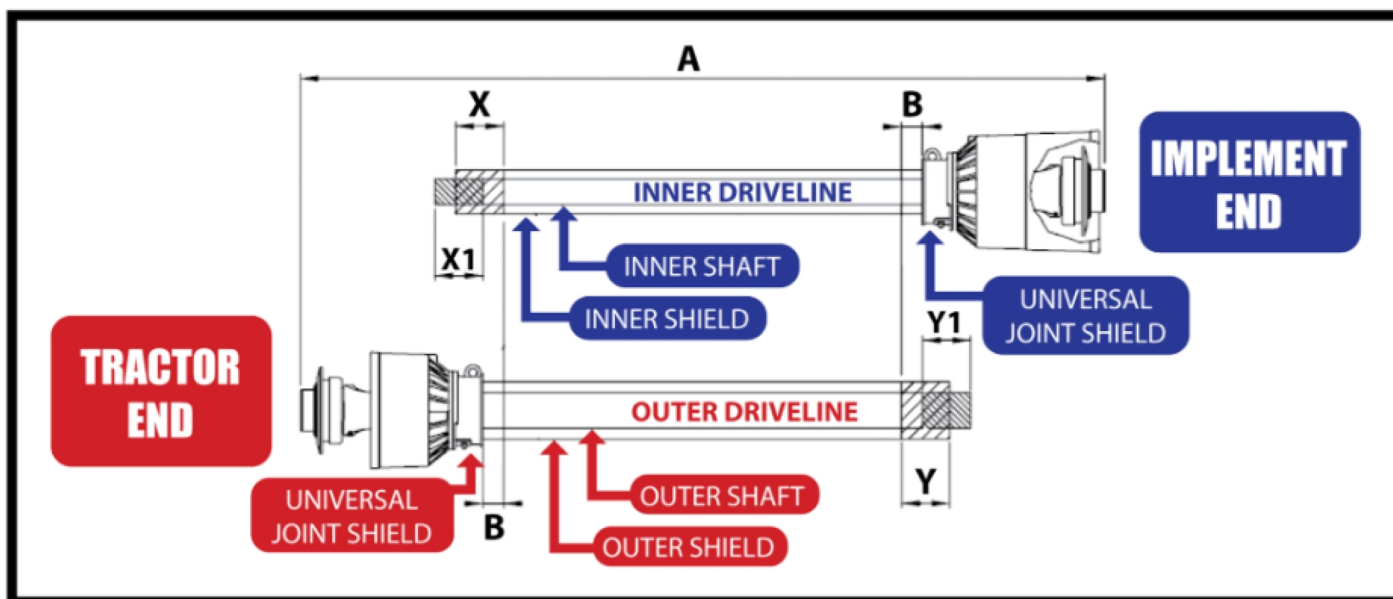 A
X
B
IMPLEMENT
END
INNER DRIVELINE
X1
INNER SHAFT
INNER SHIELD
UNIVERSAL
JOINT SHIELD
Y1
TRACTOR
END
OUTER DRIVELINE
UNIVERSAL
JOINT SHIELD
B
OUTER SHAFT
OUTER SHIELD
Y